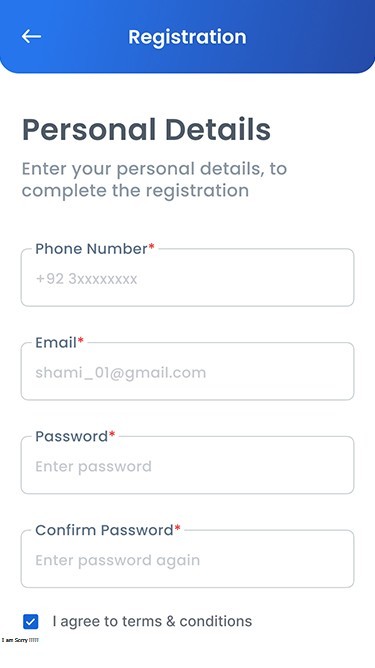 Registration
Personal Details
Enter your personal details, to
complete the registration
Phone Number*
+92 3xxxxxxxx
Email*
shami_01@gmail.com
Password*
Enter password
Confirm Password*
Enter password again
I agree to terms & conditions
I am Sorry !!!!!